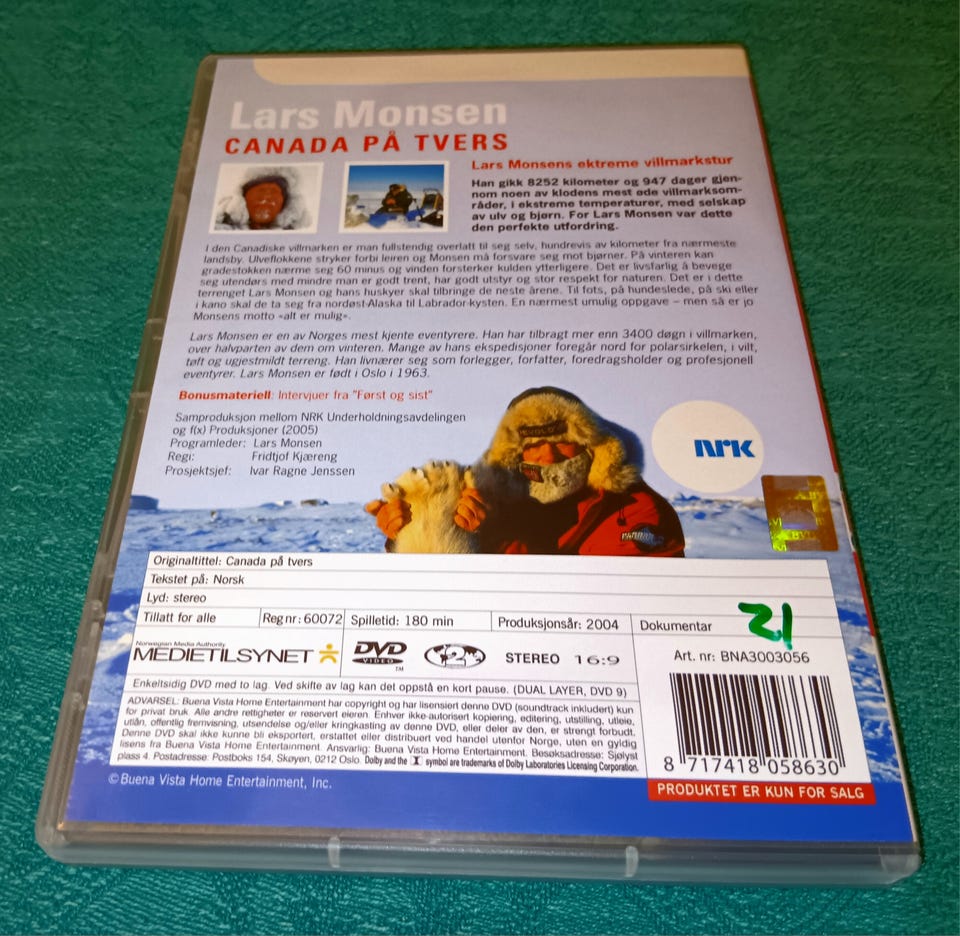 Lars Monsen
CANADA PÅ TVERS
Lars Monsens ektreme villmarkstur
Han gikk 8252 kilometer og 947 dager gjen-
nom noen av klodens mest øde villmarksom-
råder, i ekstreme temperaturer, med selskap
av ulv og bjørn. For Lars Monsen var dette
den perfekte utfordring.
I den Canadiske villmarken er man fullstendig overlatt til seg selv, hundrevis av kilometer fra nærmeste
landsby. Ulveflokkene stryker forbi leiren og Monsen må forsvare seg mot bjørner. På vinteren kan
gradestokken nærme seg 60 minus og vinden forsterker kulden ytterligere. Det er livsfarlig å bevege
seg utendørs med mindre man er godt trent, har godt utstyr og stor respekt for naturen. Det er i dette
terrenget Lars Monsen og hans huskyer skal tilbringe de neste årene. Til fots, på hundeslede, på ski eller
i kano skal de ta seg fra nordøst-Alaska til Labrador-kysten. En nærmest umulig oppgave – men så er jo
Monsens motto «alt er mulig».
Lars Monsen er en av Norges mest kjente eventyrere. Han har tilbragt mer enn 3400 døgn i villmarken,
over halvparten av dem om vinteren. Mange av hans ekspedisjoner foregår nord for polarsirkelen, i vilt,
tøft og ugjestmildt terreng. Han livnærer seg som forlegger, forfatter, foredragsholder og profesjonell
eventyrer. Lars Monsen er født i Oslo i 1963.
Bonusmateriell: Intervjuer fra "Først og sist"
Samproduksjon mellom NRK Underholdningsavdelingen
og f(x) Produksjoner (2005)
Programleder: Lars Monsen
Regi: Fridtjof Kjæreng
Prosjektsjef: Ivar Ragne Jenssen
NRK
Originaltittel: Canada på tvers
Tekstet på: Norsk
Lyd: stereo
Tillatt for alle Reg nr: 60072 Spilletid: 180 min Produksjonsår: 2004 Dokumentar
21
Norwegian Media Authority
MEDIETILSYNET DVD VIDEO TM 2 STEREO 16:9
Art. nr: BNA3003056
Enkeltsidig DVD med to lag. Ved skifte av lag kan det oppstå en kort pause. (DUAL LAYER, DVD 9)
ADVARSEL: Buena Vista Home Entertainment har copyright og har lisensiert denne DVD (soundtrack inkludert) kun
for privat bruk. Alle andre rettigheter er reservert eieren. Enhver ikke-autorisert kopiering, editering, utstilling, utleie,
utlån, offentlig fremvisning, utsendelse og/eller kringkasting av denne DVD, eller deler av den, er strengt forbudt.
Denne DVD skal ikke kunne bli eksportert, erstattet eller distribuert ved handel utenfor Norge, uten en gyldig
lisens fra Buena Vista Home Entertainment. Ansvarlig: Buena Vista Home Entertainment. Besøksadresse: Sjølyst
plass 4. Postadresse: Postboks 154, Skøyen, 0212 Oslo. Dolby and the symbol are trademarks of Dolby Laboratories Licensing Corporation.
8 717418 058630
PRODUKTET ER KUN FOR SALG
© Buena Vista Home Entertainment, Inc.